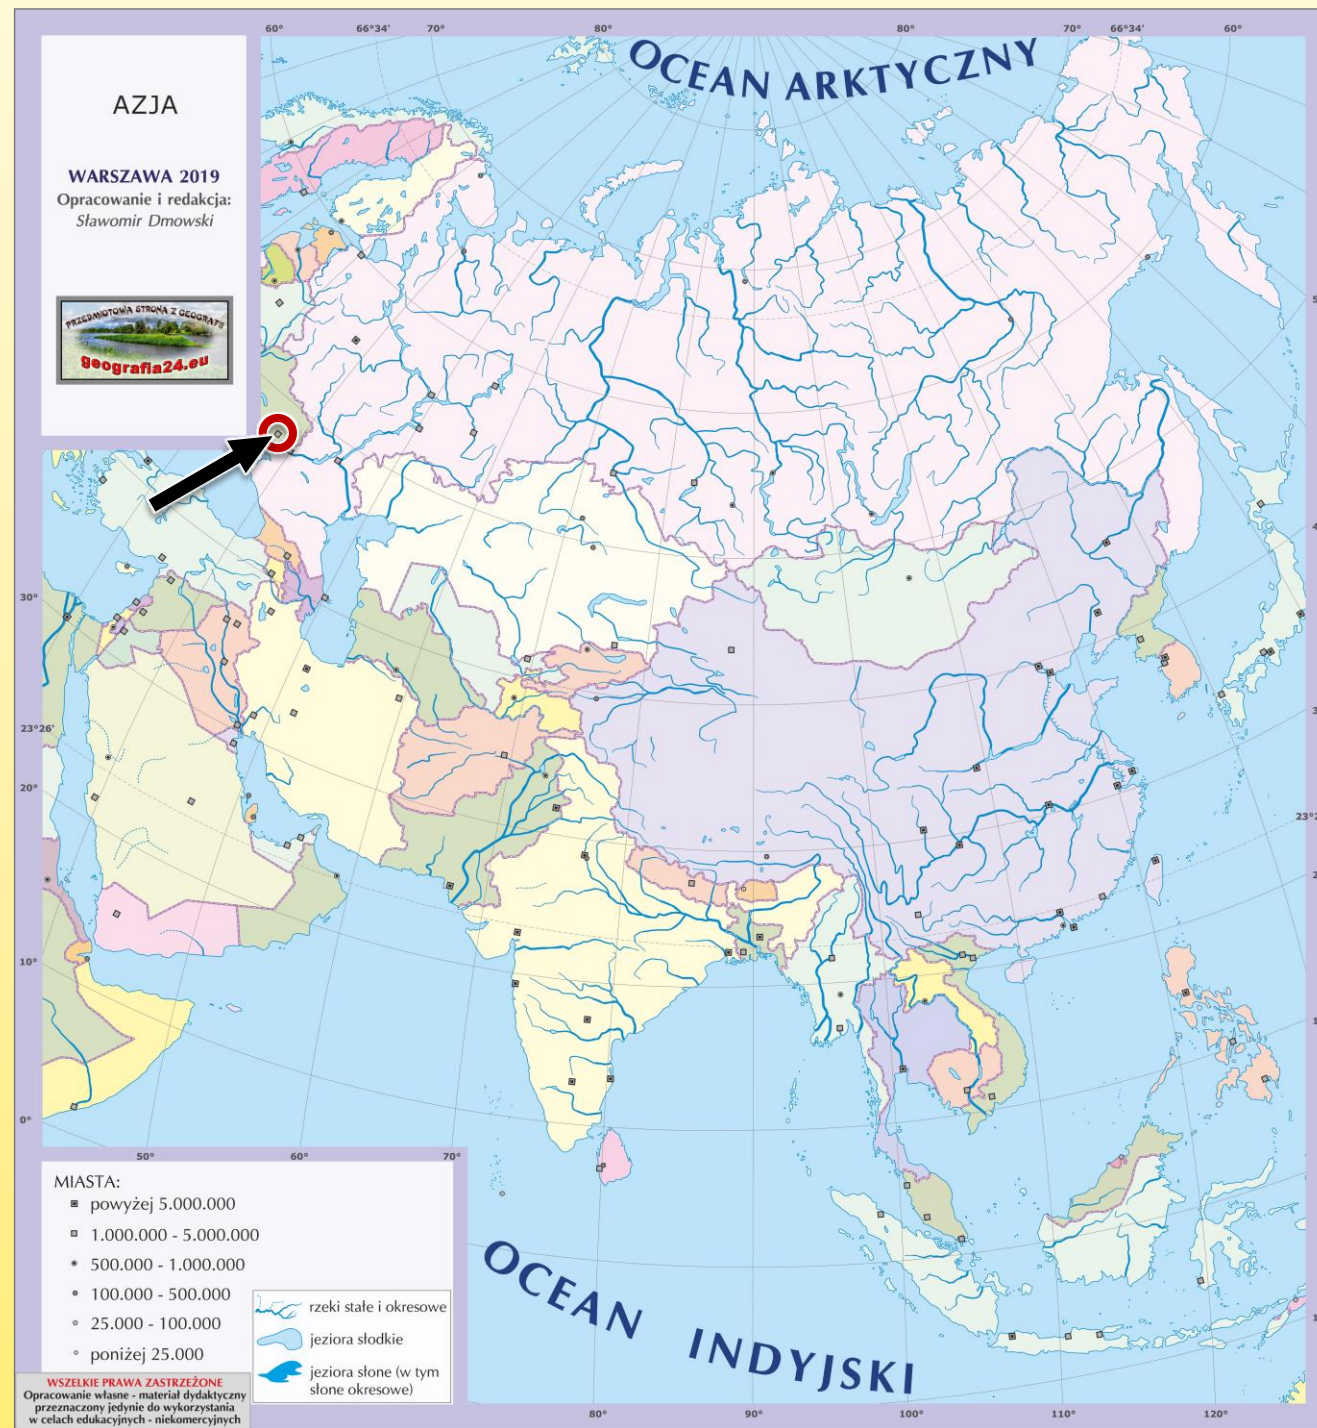 60° 66°34' 70° 80° 80° 70° 66°34' 60°
OCEAN ARKTYCZNY
AZJA
WARSZAWA 2019
Opracowanie i redakcja:
Sławomir Dmowski
PRZEDMIOTOWA STRONA Z GEOGRAFII
geografia24.eu
30°
23°26'
20°
10°
0°
50° 60° 70°
MIASTA:
powyżej 5.000.000
1.000.000 - 5.000.000
500.000 - 1.000.000
100.000 - 500.000
25.000 - 100.000
poniżej 25.000
rzeki stałe i okresowe
jeziora słodkie
jeziora słone (w tym
słone okresowe)
OCEAN INDYJSKI
WSZELKIE PRAWA ZASTRZEŻONE
Opracowanie własne - materiał dydaktyczny
przeznaczony jedynie do wykorzystania
w celach edukacyjnych - niekomercyjnych
80° 90° 100° 110° 120°